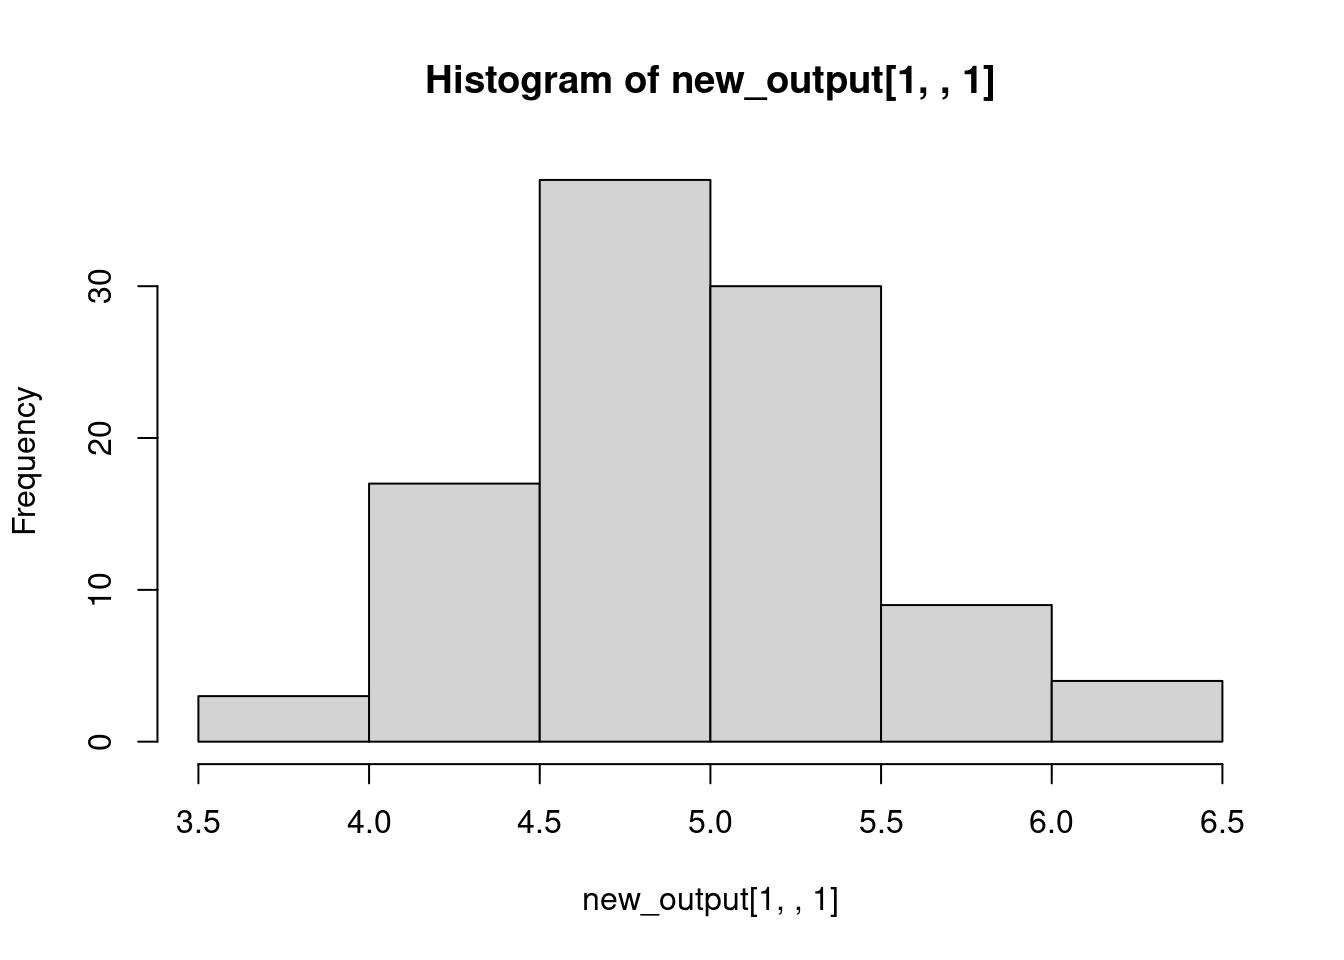 Histogram of new_output[1, , 1]
Frequency
30
20
10
0
3.5 4.0 4.5 5.0 5.5 6.0 6.5
new_output[1, , 1]